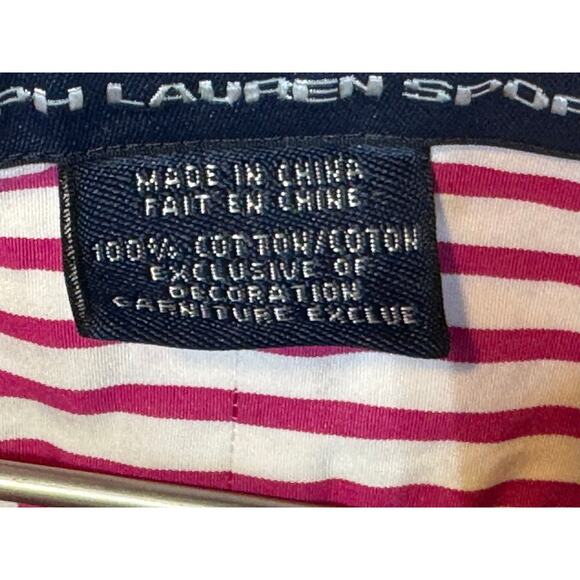 PH LAUREN SPOR
MADE IN CHINA
FAIT EN CHINE
100% COTTON/COTON
EXCLUSIVE OF
DECORATION
GARNITURE EXCLUE